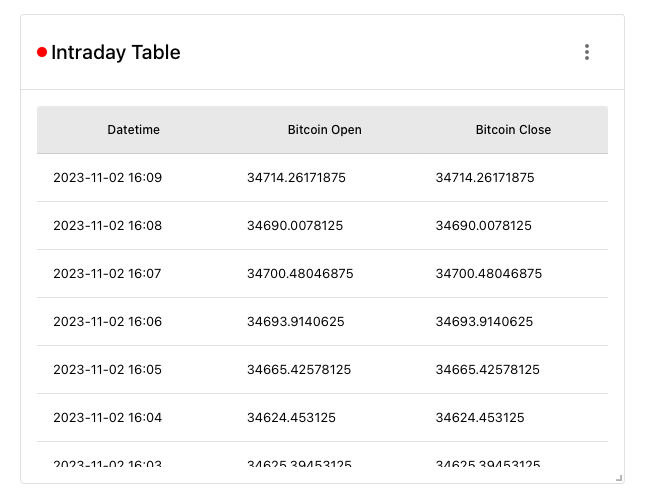 Intraday Table
Datetime Bitcoin Open Bitcoin Close
2023-11-02 16:09 34714.26171875 34714.26171875
2023-11-02 16:08 34690.0078125 34690.0078125
2023-11-02 16:07 34700.48046875 34700.48046875
2023-11-02 16:06 34693.9140625 34693.9140625
2023-11-02 16:05 34665.42578125 34665.42578125
2023-11-02 16:04 34624.453125 34624.453125
2023-11-02 16:03 34625.39453125 34625.39453125